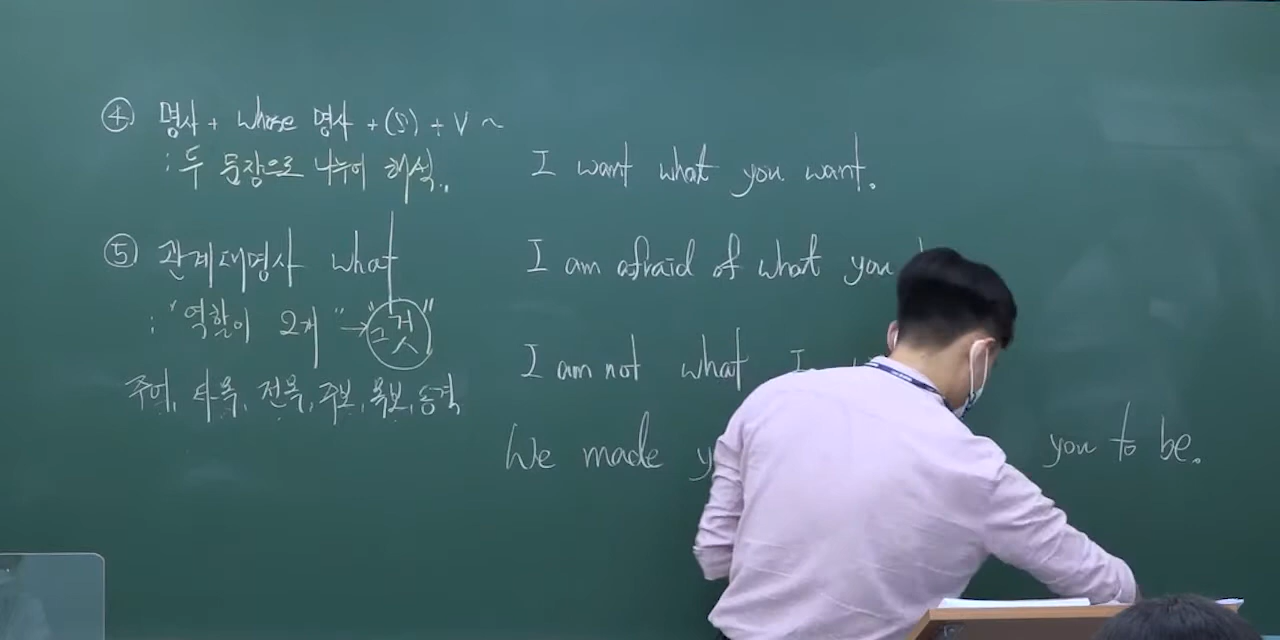 ④ 명사 + whose 명사 + (S) + V ~
: 두 문장으로 나누어 해석..
⑤ 관계대명사 what
: "역할이 2개" → "그것"
주어, 타목, 전목, 주보, 목보, 동격
I want what you want.
I am afraid of what you
I am not what I
We made you to be.